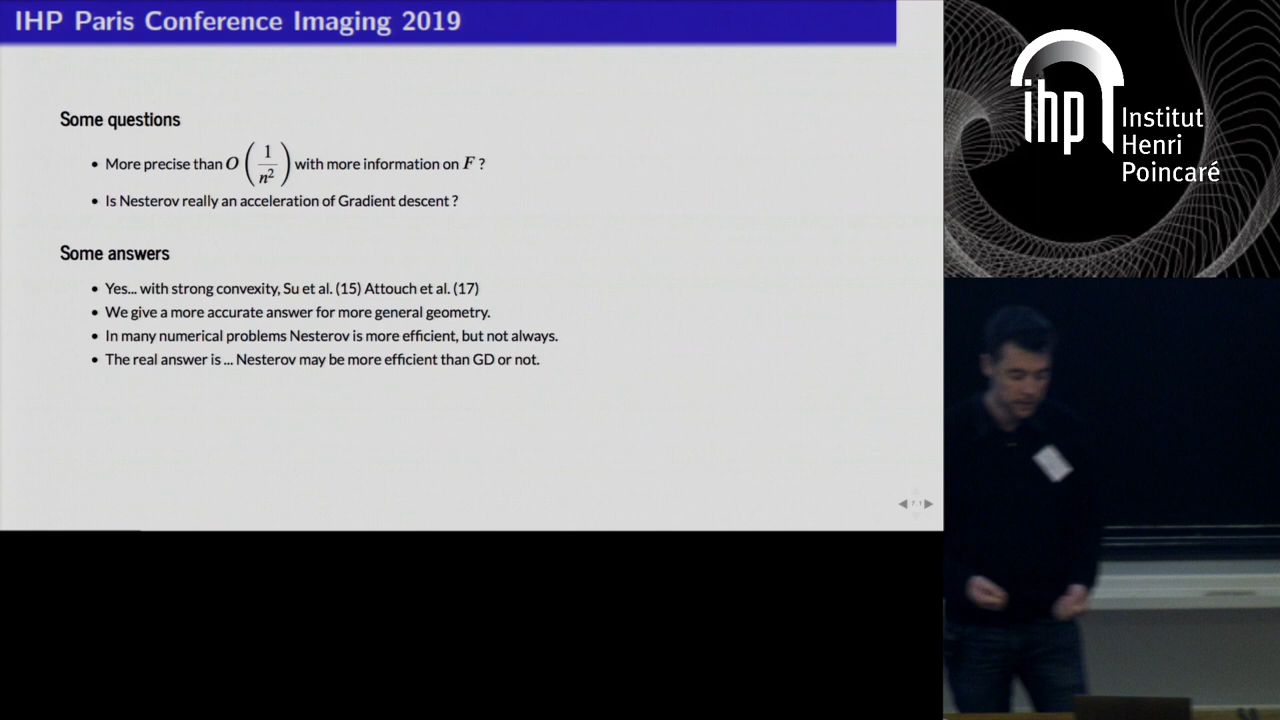 IHP Paris Conference Imaging 2019
Some questions
• More precise than O(1/n²) with more information on F ?
• Is Nesterov really an acceleration of Gradient descent ?
Some answers
• Yes... with strong convexity, Su et al. (15) Attouch et al. (17)
• We give a more accurate answer for more general geometry.
• In many numerical problems Nesterov is more efficient, but not always.
• The real answer is ... Nesterov may be more efficient than GD or not.
7.1
ihp
Institut
Henri
Poincaré